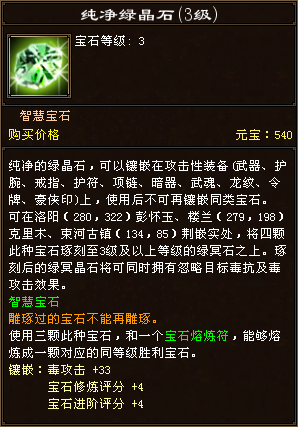 纯净绿晶石(3级)
宝石等级: 3
智慧宝石
购买价格 元宝: 540
纯净的绿晶石，可以镶嵌在攻击性装备(武器、护
腕、戒指、护符、项链、暗器、武魂、龙纹、令
牌、豪侠印)上，使用后不可再镶嵌同类宝石。
可在洛阳（280，322）彭怀玉、楼兰（279，198）
克里木、束河古镇（134，85）荆嵌实处，将四颗
此种宝石琢刻至3级及以上等级的绿冥石之上。琢
刻后的绿冥晶石将可同时拥有忽略目标毒抗及毒
攻击效果。
智慧宝石
雕琢过的宝石不能再雕琢。
使用三颗此种宝石，和一个宝石熔炼符，能够熔
炼成一颗对应的同等级胜利宝石。
镶嵌: 毒攻击 +33
宝石修炼评分 +4
宝石进阶评分 +4